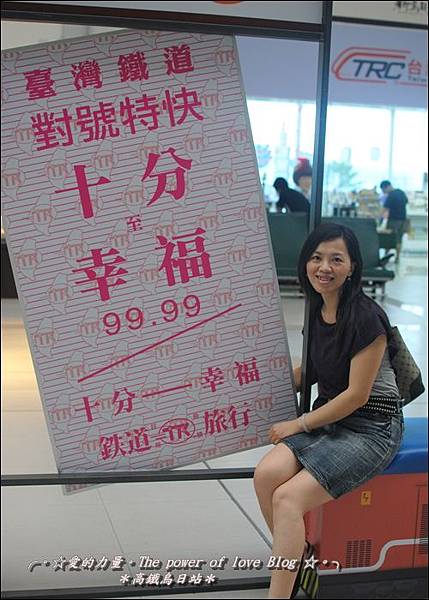 臺灣鐵道
對號特快
十分
至
幸福
99.99
十分——幸福
鉄道 TR 旅行
TRC 台
☆愛的力量‧The power of love Blog ☆
＊高鐵烏日站＊